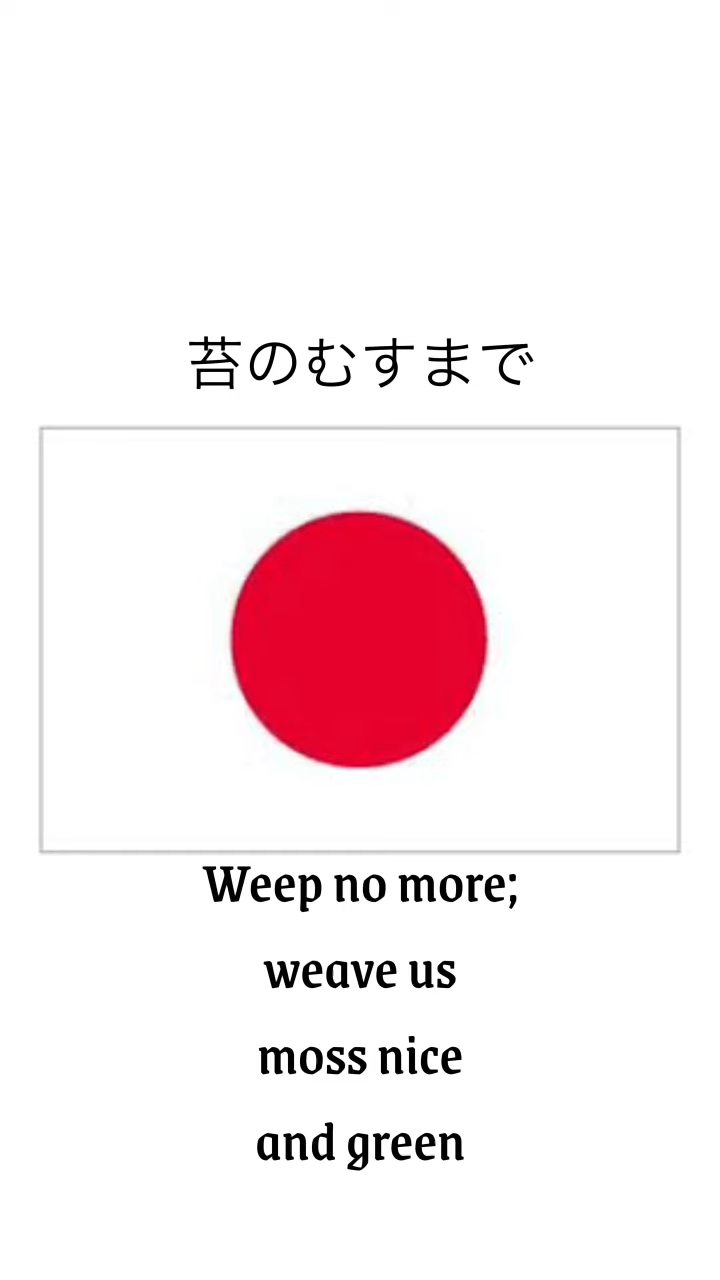 苔のむすまで
Weep no more;
weave us
moss nice
and green